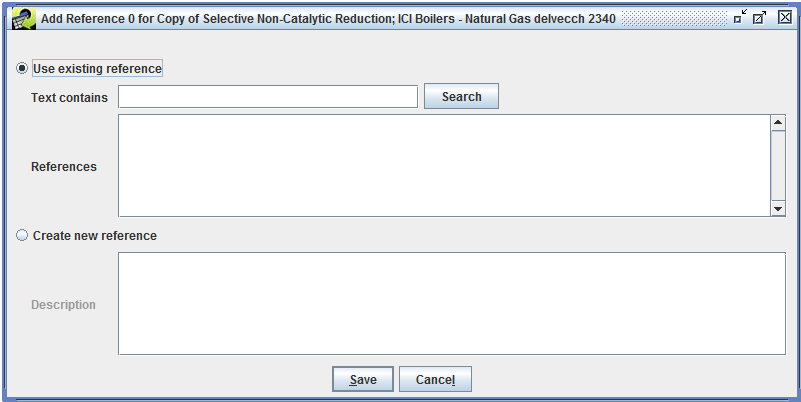 Add Reference 0 for Copy of Selective Non-Catalytic Reduction; ICI Boilers - Natural Gas delvecch 2340
Use existing reference
Text contains
Search
References
Create new reference
Description
Save
Cancel